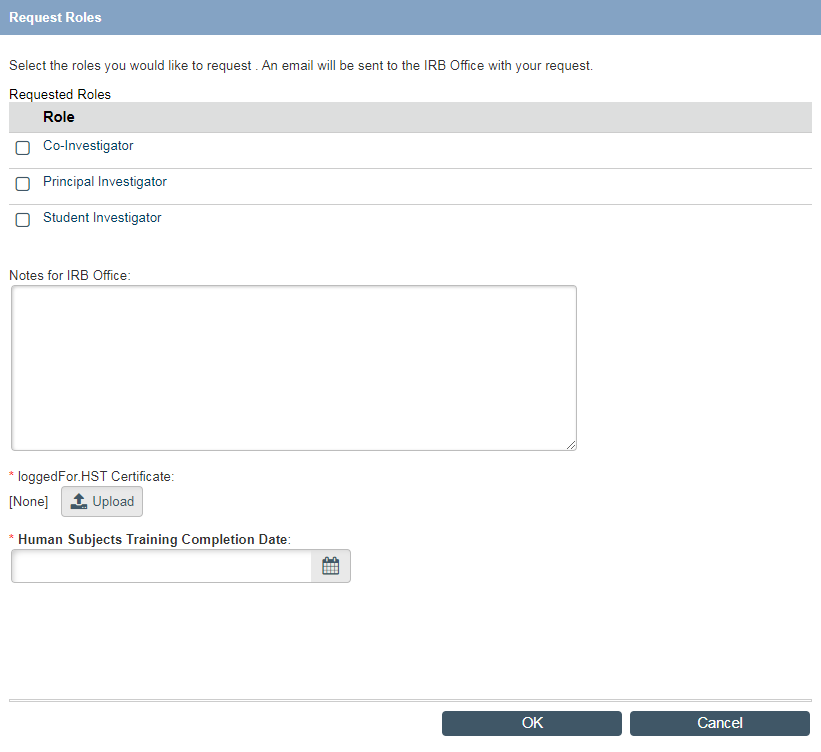 Request Roles
Select the roles you would like to request . An email will be sent to the IRB Office with your request.
Requested Roles
Role
Co-Investigator
Principal Investigator
Student Investigator
Notes for IRB Office:
* loggedFor.HST Certificate:
[None] Upload
* Human Subjects Training Completion Date:
OK Cancel